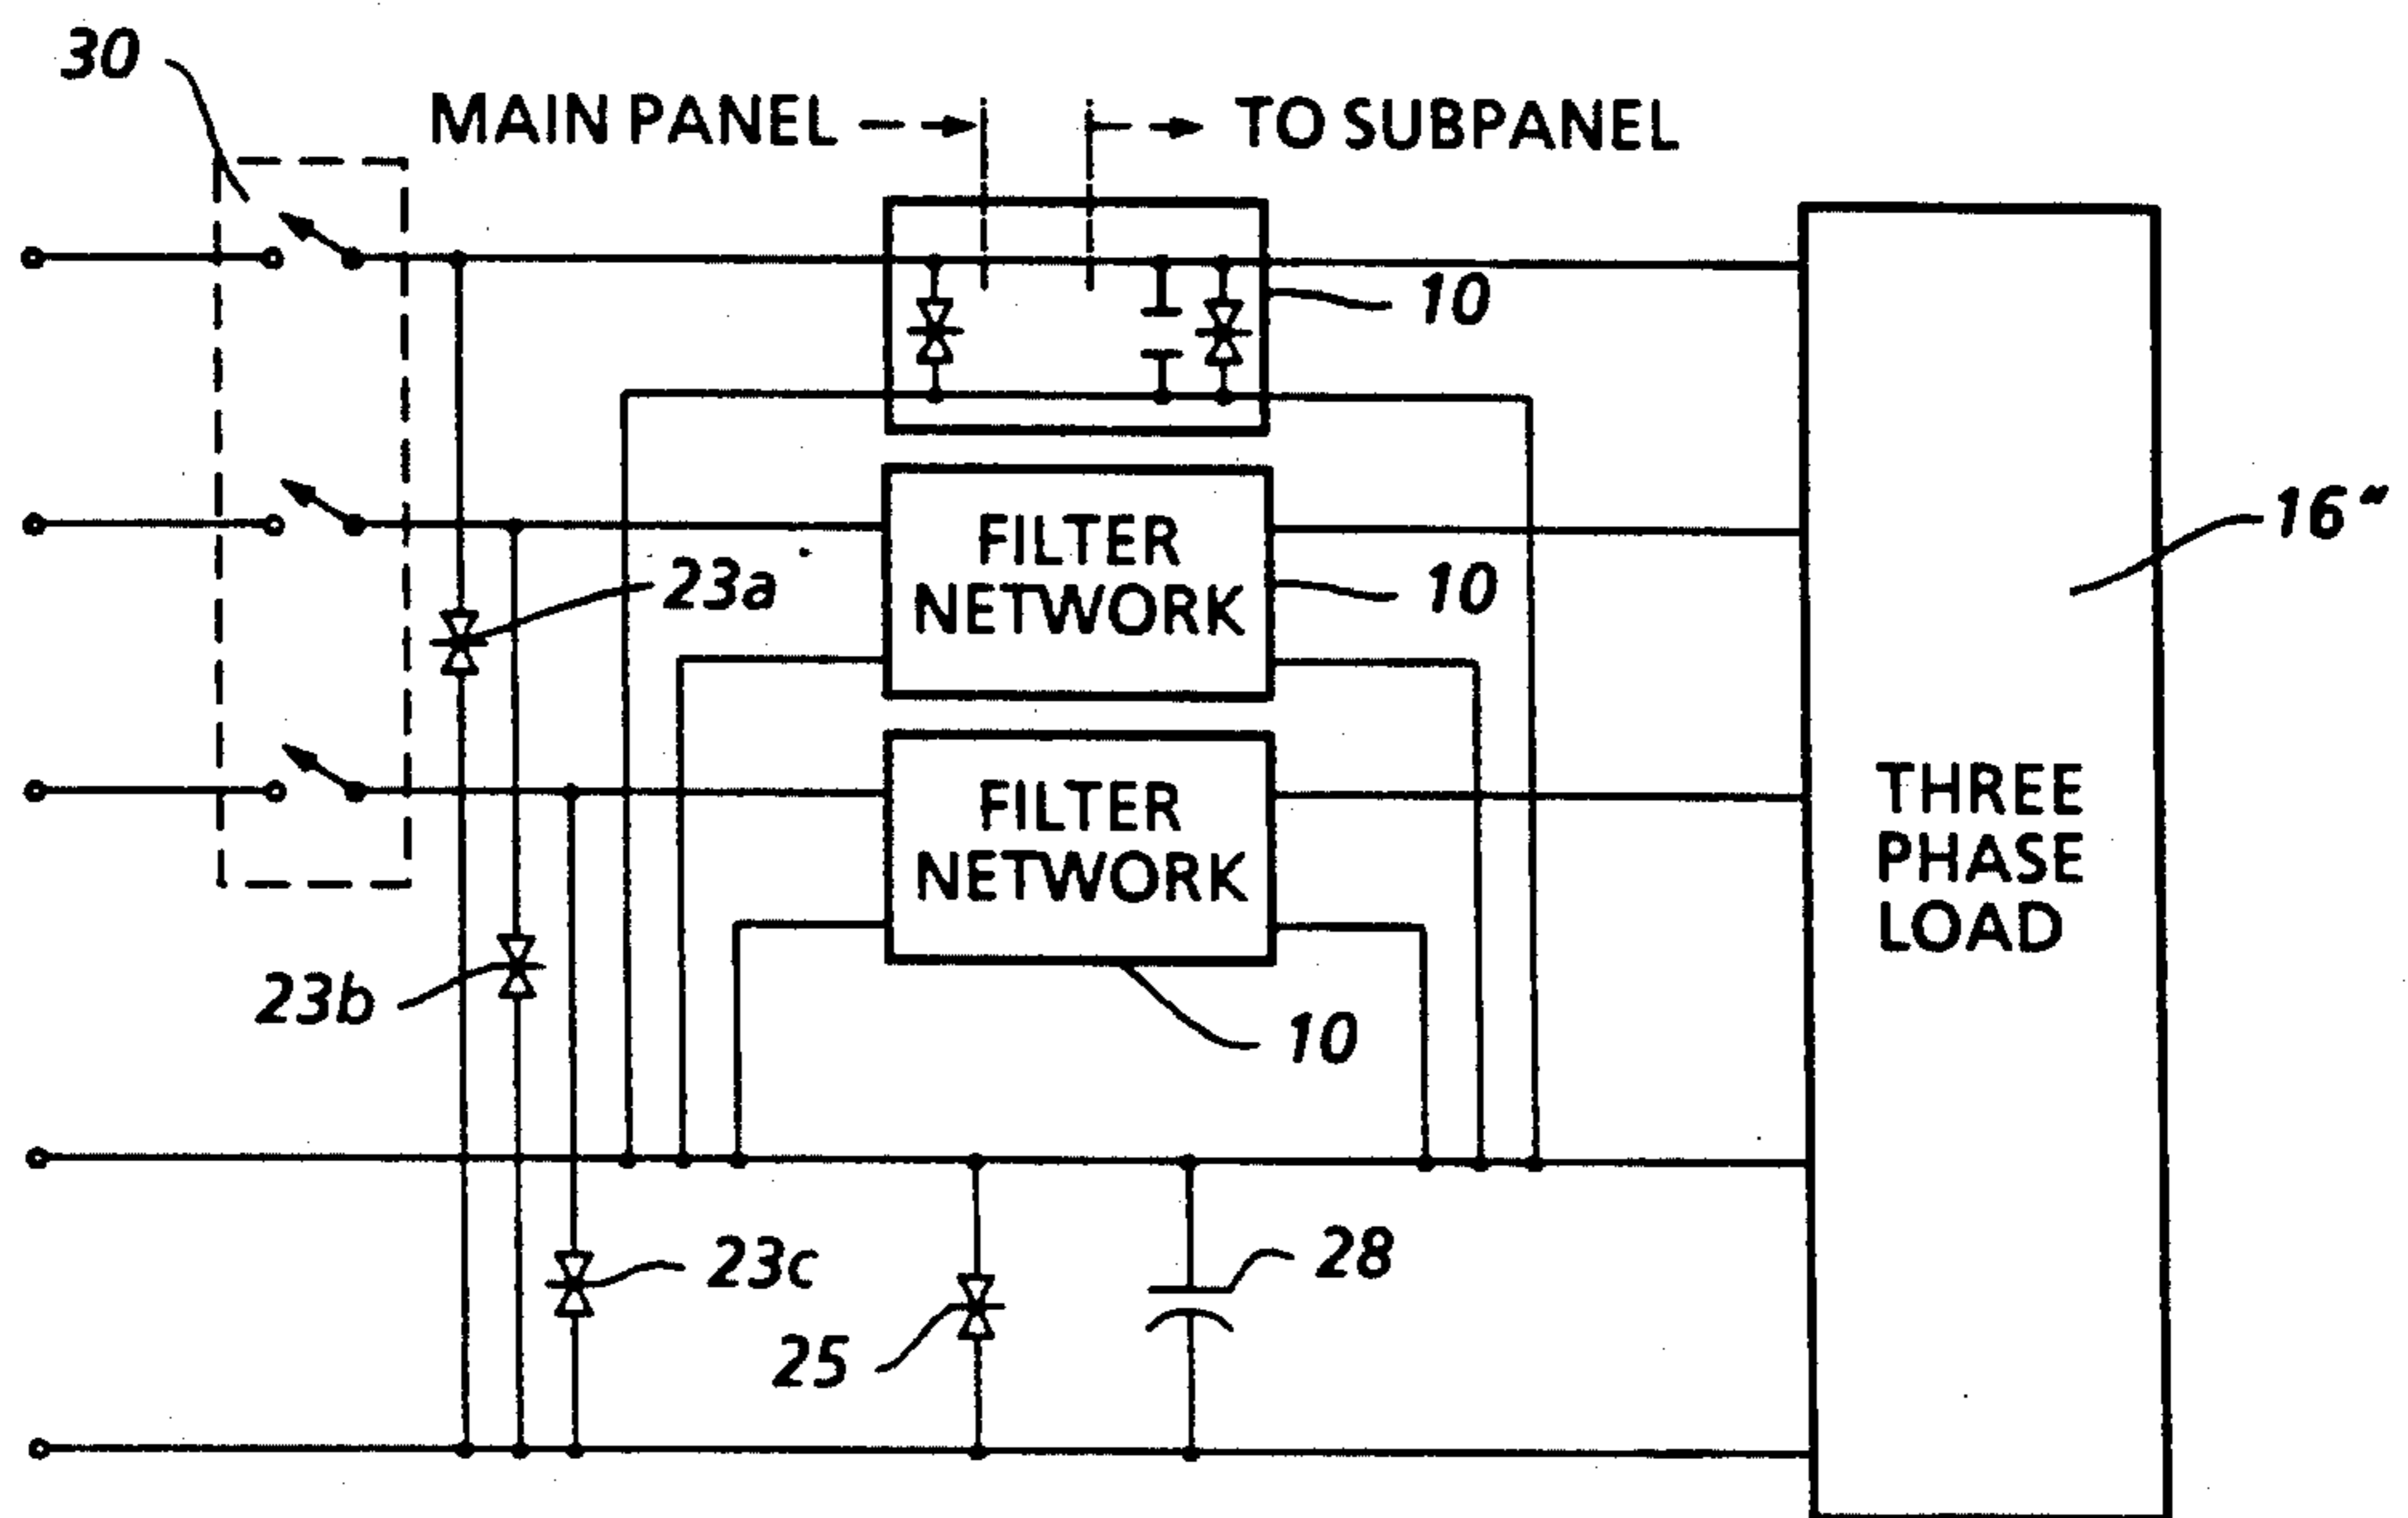 30
MAIN PANEL
TO SUBPANEL
10
16"
FILTER
NETWORK
10
23a
FILTER
NETWORK
THREE
PHASE
LOAD
23b
10
23c
28
25